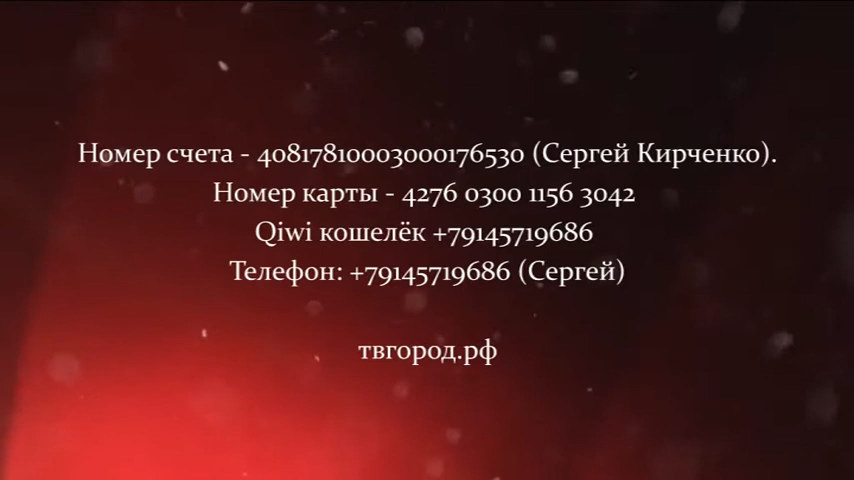 Номер счета - 40817810003000176530 (Сергей Кирченко).
Номер карты - 4276 0300 1156 3042
Qiwi кошелёк +79145719686
Телефон: +79145719686 (Сергей)
твгород.рф